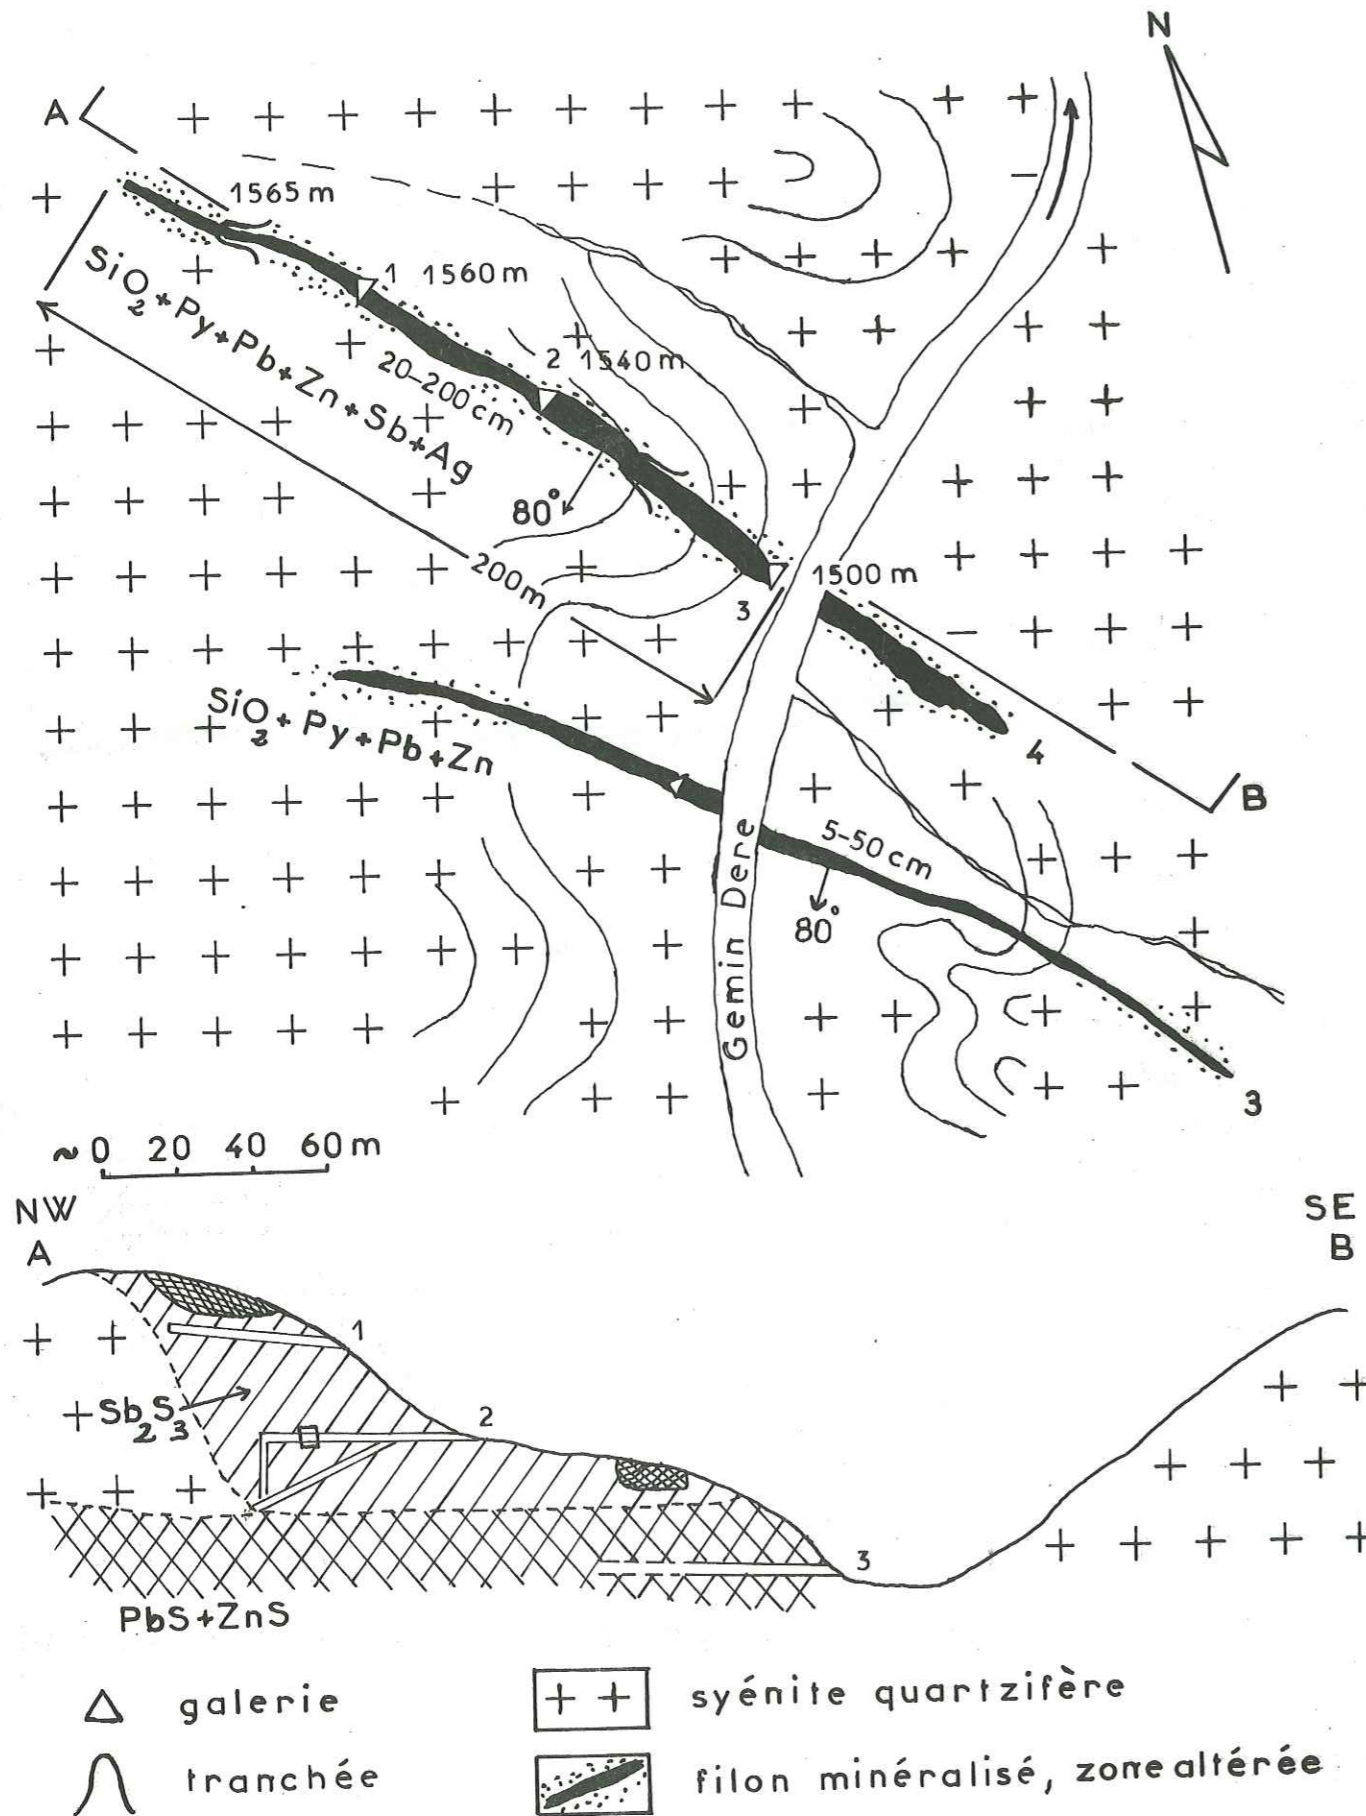 N
A
1565 m
1 1560 m
SiO2+Py+Pb+Zn+Sb+Ag
20-200 cm
2 1540 m
80°
200 m
3
1500 m
SiO2+Py+Pb+Zn
4
B
5-50 cm
80°
Gemin Dere
3
~0 20 40 60 m
NW
A
SE
B
1
Sb2S3
2
3
PbS+ZnS
galerie
syénite quartzifère
tranchée
filon minéralisé, zone altérée